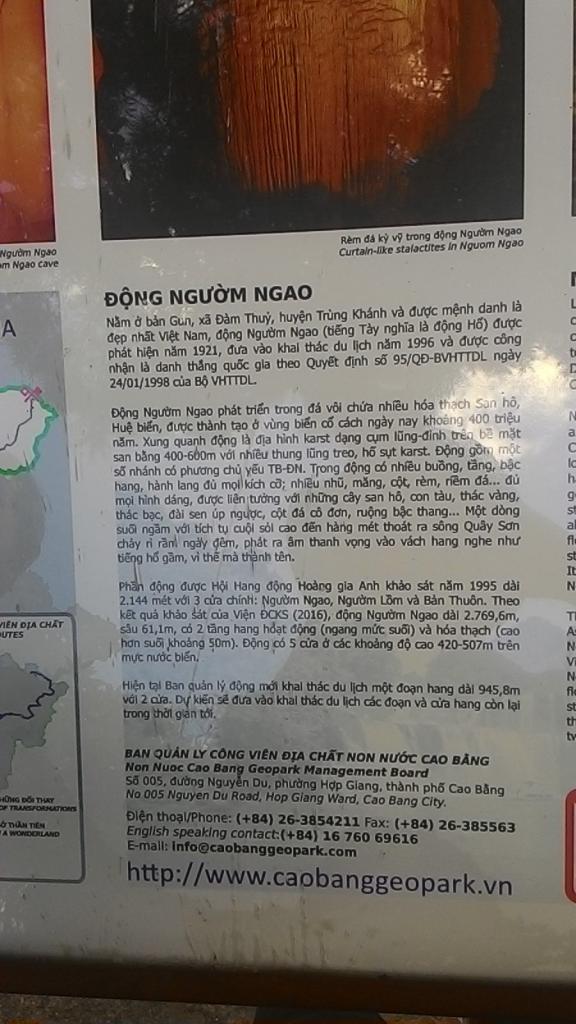 Rèm đá kỳ vỹ trong động Ngườm Ngao
Curtain-like stalactites in Nguom Ngao
Ngườm Ngao
om Ngao cave
ĐỘNG NGƯỜM NGAO
Nằm ở bản Gun, xã Đàm Thuỷ, huyện Trùng Khánh và được mệnh danh là
đẹp nhất Việt Nam, động Ngườm Ngao (tiếng Tày nghĩa là động Hổ) được
phát hiện năm 1921, đưa vào khai thác du lịch năm 1996 và được công
nhận là danh thắng quốc gia theo Quyết định số 95/QĐ-BVHTTDL ngày
24/01/1998 của Bộ VHTTDL.
Động Ngườm Ngao phát triển trong đá vôi chứa nhiều hóa thạch San hô,
Huệ biển, được thành tạo ở vùng biển cổ cách ngày nay khoảng 400 triệu
năm. Xung quanh động là địa hình karst dạng cụm lũng-đỉnh trên bề mặt
san bằng 400-600m với nhiều thung lũng treo, hố sụt karst. Động gồm một
số nhánh có phương chủ yếu TB-ĐN. Trong động có nhiều buồng, tầng, bậc
hang, hành lang đủ mọi kích cỡ; nhiều nhũ, măng, cột, rèm, riềm đá... đủ
mọi hình dáng, được liên tưởng với những cây san hô, con tàu, thác vàng,
thác bạc, đài sen úp ngược, cột đá cô đơn, ruộng bậc thang... Một dòng
suối ngầm với tích tụ cuội sỏi cao đến hàng mét thoát ra sông Quây Sơn
chảy rì rầm ngày đêm, phát ra âm thanh vọng vào vách hang nghe như
tiếng hổ gầm, vì thế mà thành tên.
Phần động được Hội Hang động Hoàng gia Anh khảo sát năm 1995 dài
2.144 mét với 3 cửa chính: Ngườm Ngao, Ngườm Lồm và Bản Thuôn. Theo
kết quả khảo sát của Viện ĐCKS (2016), động Ngườm Ngao dài 2.769,6m,
sâu 61,1m, có 2 tầng hang hoạt động (ngang mức suối) và hóa thạch (cao
hơn suối khoảng 50m). Động có 5 cửa ở các khoảng độ cao 420-507m trên
mực nước biển.
Hiện tại Ban quản lý động mới khai thác du lịch một đoạn hang dài 945,8m
với 2 cửa. Dự kiến sẽ đưa vào khai thác du lịch các đoạn và cửa hang còn lại
trong thời gian tới.
BAN QUẢN LÝ CÔNG VIÊN ĐỊA CHẤT NON NƯỚC CAO BẰNG
Non Nuoc Cao Bang Geopark Management Board
Số 005, đường Nguyễn Du, phường Hợp Giang, thành phố Cao Bằng
No 005 Nguyen Du Road, Hop Giang Ward, Cao Bang City.
Điện thoại/Phone: (+84) 26-3854211 Fax: (+84) 26-385563
English speaking contact:(+84) 16 760 69616
E-mail: info@caobanggeopark.com
http://www.caobanggeopark.vn
A
VIÊN ĐỊA CHẤT
UTES
HỮNG ĐỔI THAY
OF TRANSFORMATIONS
Ở THẦN TIÊN
A WONDERLAND